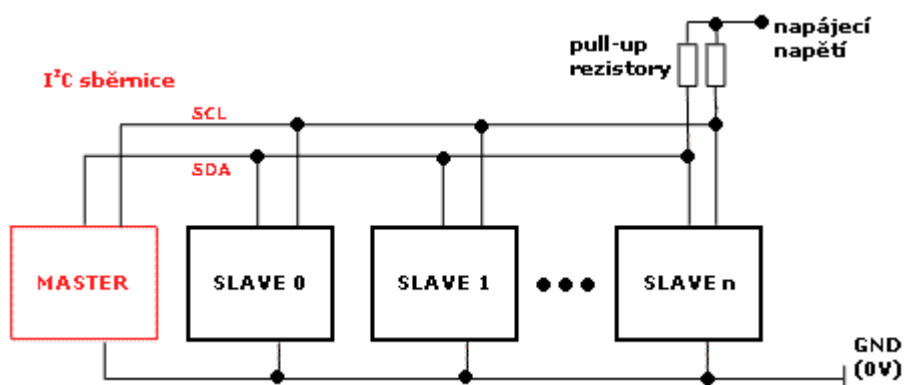 napájecí
napětí
pull-up
rezistory
I²C sběrnice
SCL
SDA
MASTER
SLAVE 0
SLAVE 1
SLAVE n
GND
(0V)